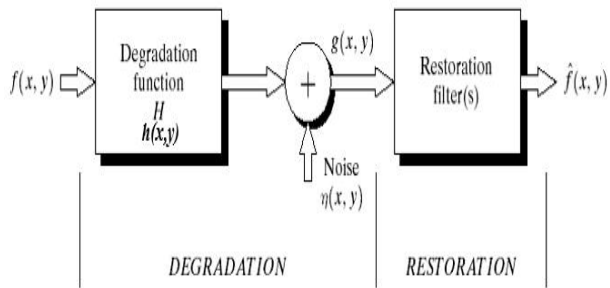 f(x, y)
Degradation
function
H
h(x,y)
+
g(x, y)
Restoration
filter(s)
f̂(x, y)
Noise
η(x, y)
DEGRADATION
RESTORATION